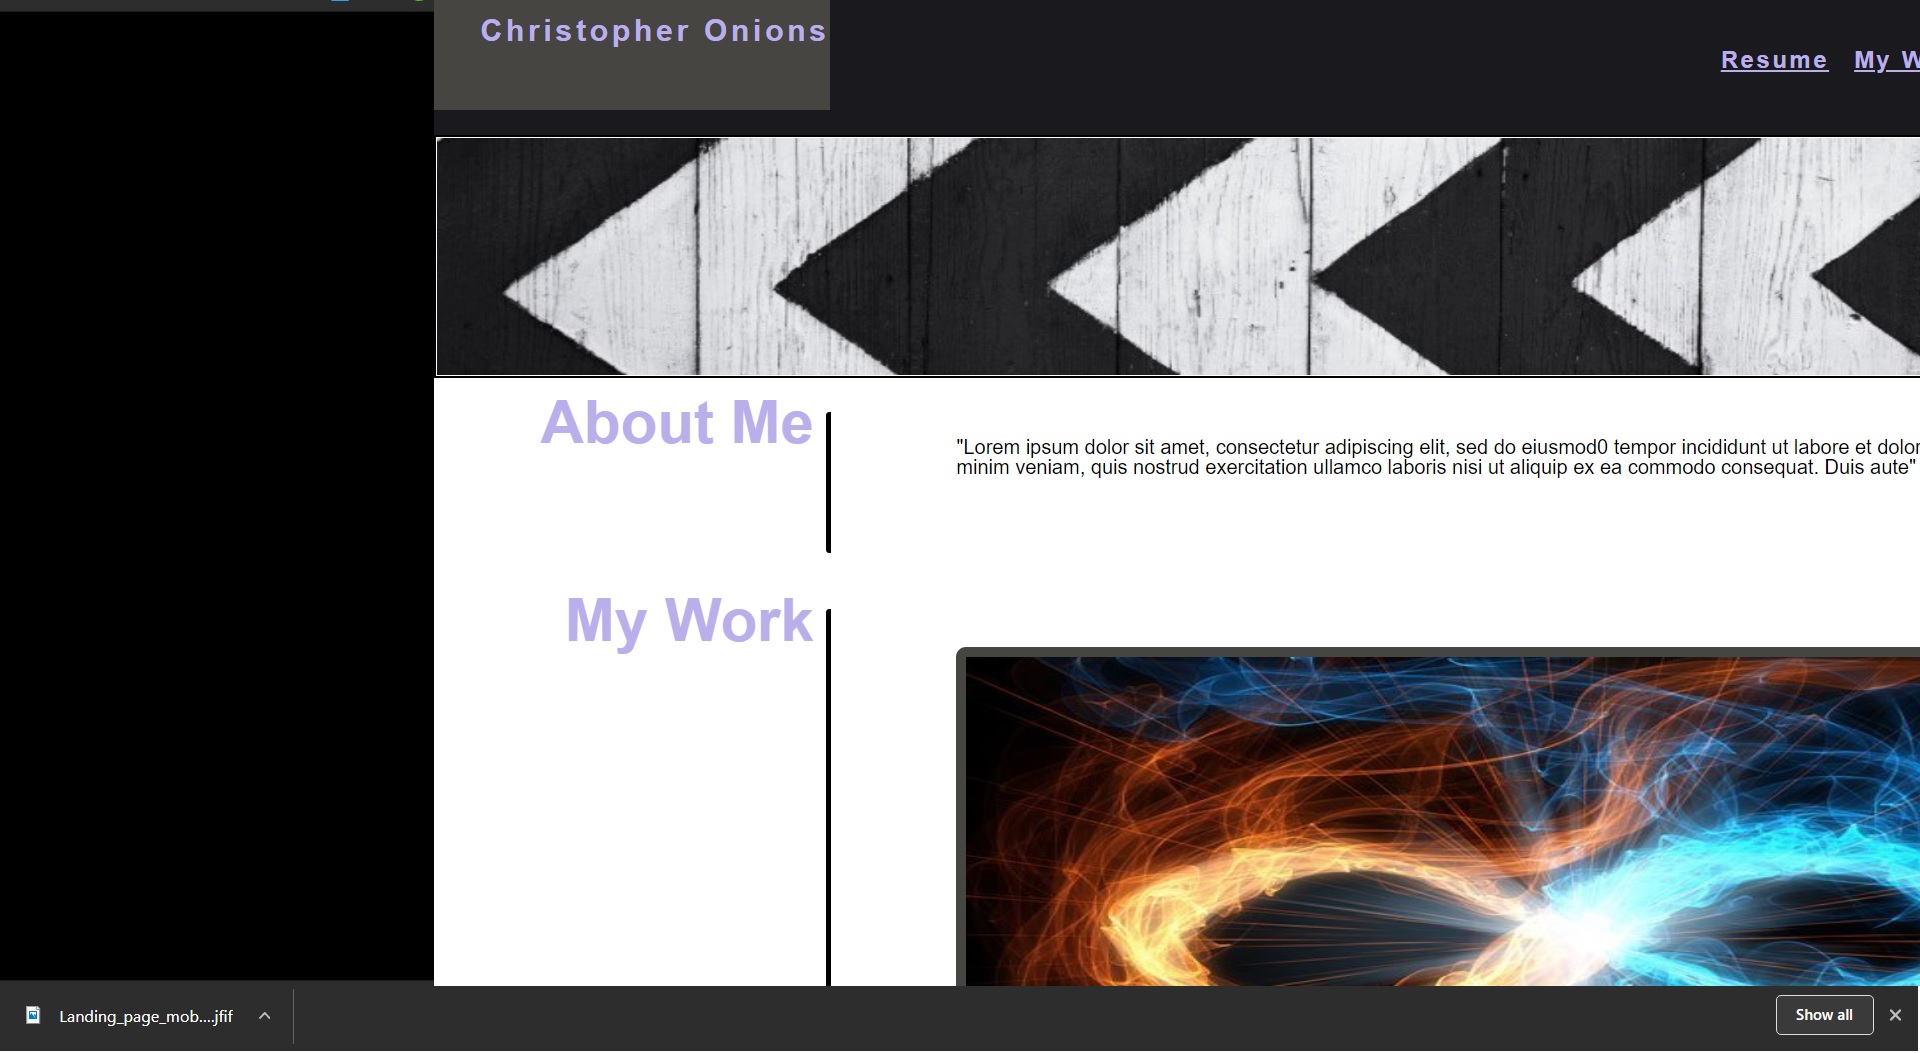 Christopher Onions
Resume My W
About Me
"Lorem ipsum dolor sit amet, consectetur adipiscing elit, sed do eiusmod0 tempor incididunt ut labore et dolor
minim veniam, quis nostrud exercitation ullamco laboris nisi ut aliquip ex ea commodo consequat. Duis aute"
My Work
Landing_page_mob....jfif
Show all